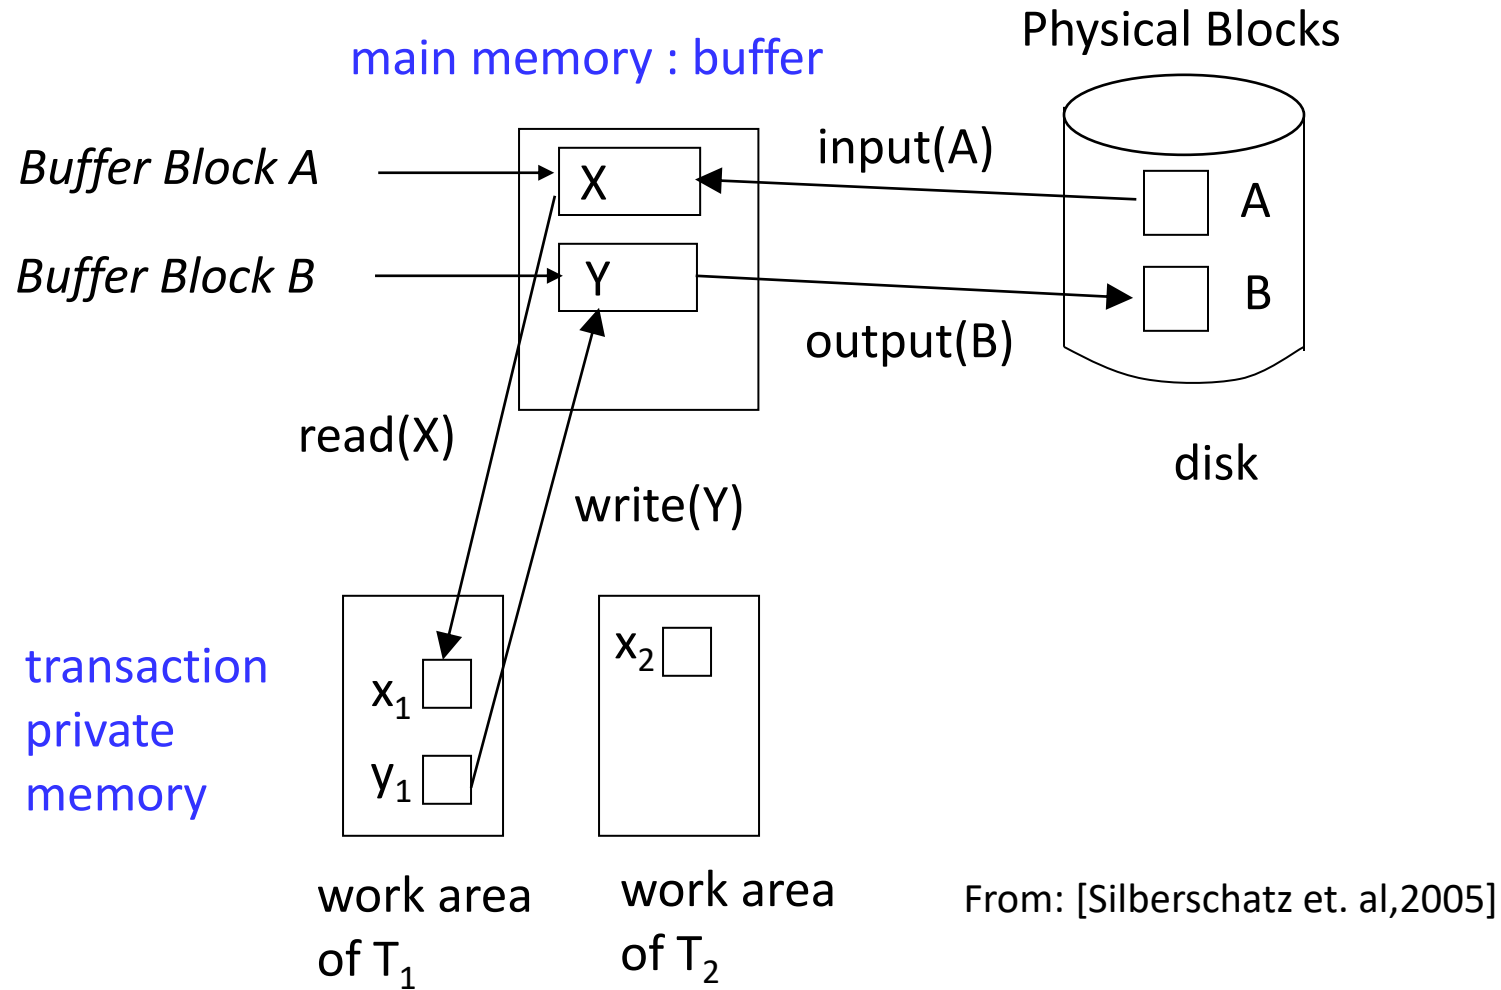 Physical Blocks
main memory : buffer
input(A)
Buffer Block A
X
A
Buffer Block B
Y
B
output(B)
read(X)
disk
write(Y)
x2
transaction
private
memory
x1
y1
work area
of T1
work area
of T2
From: [Silberschatz et. al,2005]